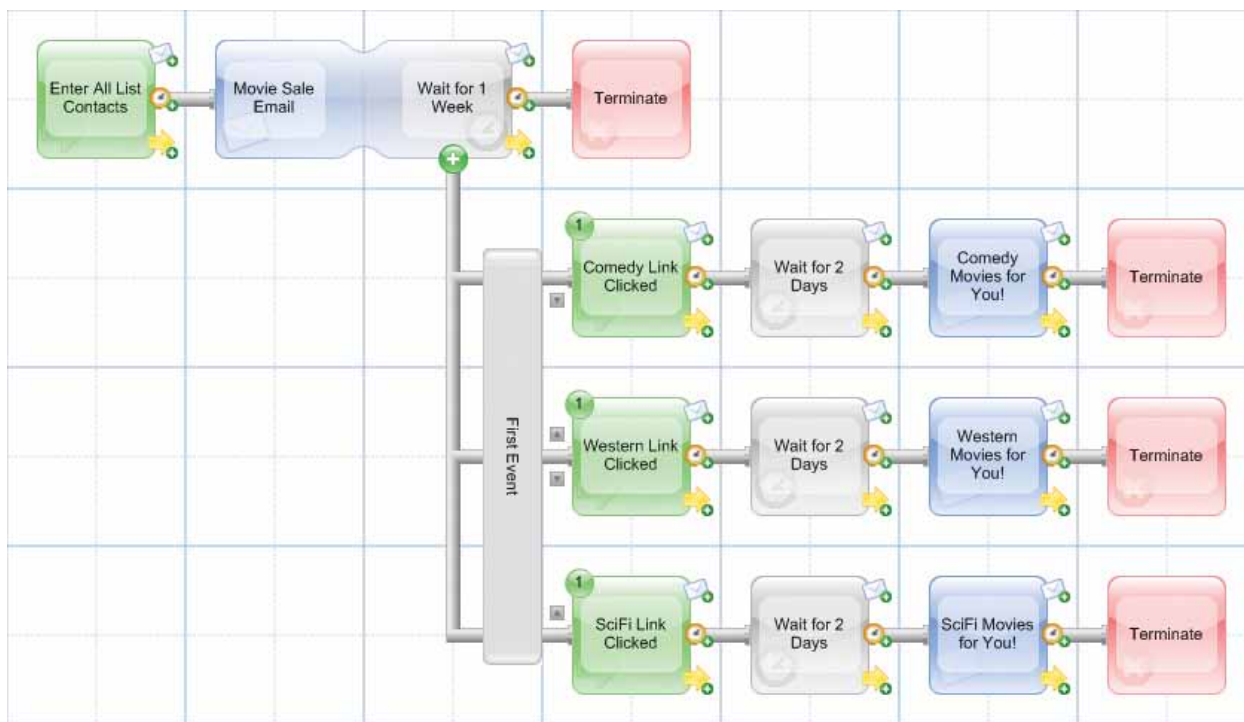 Enter All List
Contacts
Movie Sale
Email
Wait for 1
Week
Terminate
1
Comedy Link
Clicked
Wait for 2
Days
Comedy
Movies for
You!
Terminate
First Event
1
Western Link
Clicked
Wait for 2
Days
Western
Movies for
You!
Terminate
1
SciFi Link
Clicked
Wait for 2
Days
SciFi Movies
for You!
Terminate